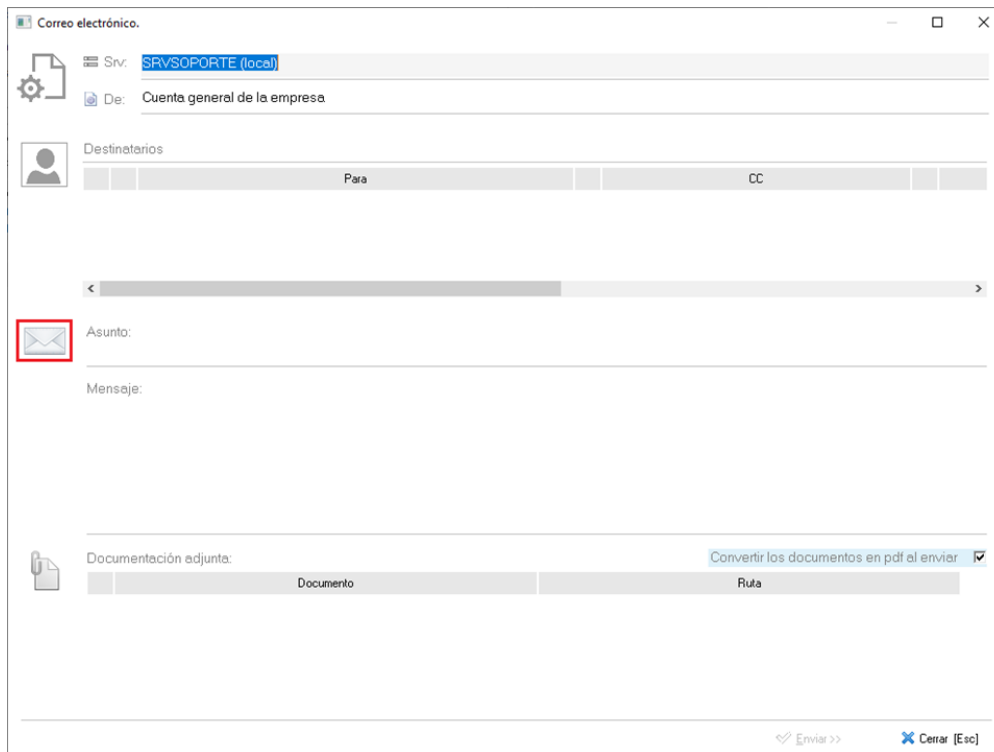 Correo electrónico.
Srv: SRVSOPORTE (local)
De: Cuenta general de la empresa
Destinatarios
Para CC
Asunto:
Mensaje:
Documentación adjunta: Convertir los documentos en pdf al enviar
Documento Ruta
Enviar >> Cerrar [Esc]